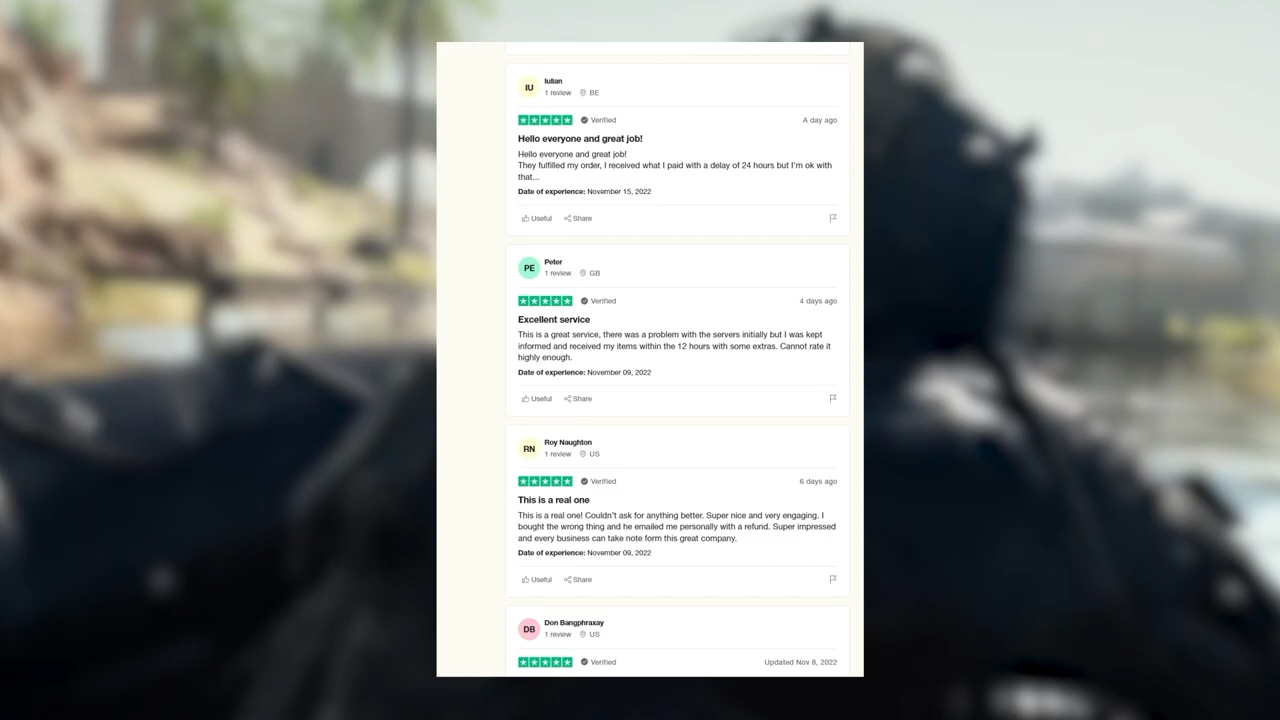 IU
Iulian
1 review BE
Verified
A day ago
Hello everyone and great job!
Hello everyone and great job!
They fulfilled my order, I received what I paid with a delay of 24 hours but I'm ok with
that...
Date of experience: November 15, 2022
Useful Share
PE
Peter
1 review GB
Verified
4 days ago
Excellent service
This is a great service, there was a problem with the servers initially but I was kept
informed and received my items within the 12 hours with some extras. Cannot rate it
highly enough.
Date of experience: November 09, 2022
Useful Share
RN
Roy Naughton
1 review US
Verified
6 days ago
This is a real one
This is a real one! Couldn't ask for anything better. Super nice and very engaging. I
bought the wrong thing and he emailed me personally with a refund. Super impressed
and every business can take note form this great company.
Date of experience: November 09, 2022
Useful Share
DB
Don Bangphraxay
1 review US
Verified
Updated Nov 8, 2022